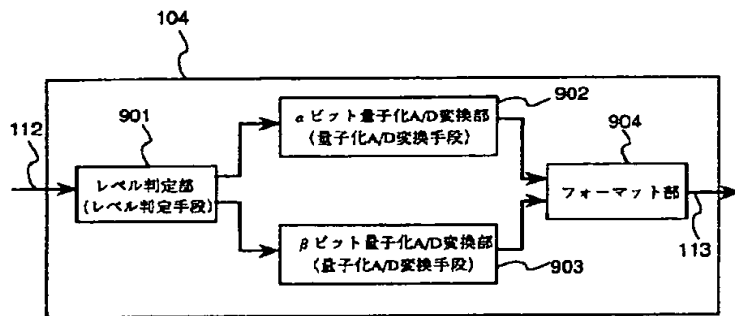 104
112
901
レベル判定部
(レベル判定手段)
902
αビット量子化A/D変換部
(量子化A/D変換手段)
βビット量子化A/D変換部
(量子化A/D変換手段)
903
904
フォーマット部
113